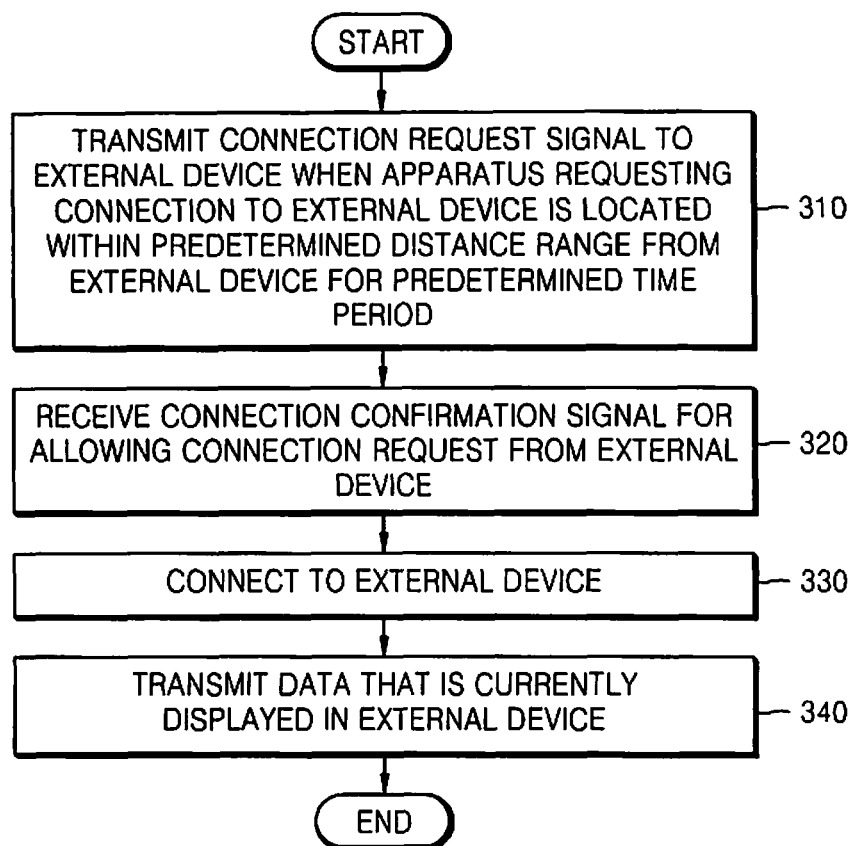 START
TRANSMIT CONNECTION REQUEST SIGNAL TO
EXTERNAL DEVICE WHEN APPARATUS REQUESTING
CONNECTION TO EXTERNAL DEVICE IS LOCATED
WITHIN PREDETERMINED DISTANCE RANGE FROM
EXTERNAL DEVICE FOR PREDETERMINED TIME
PERIOD
310
RECEIVE CONNECTION CONFIRMATION SIGNAL FOR
ALLOWING CONNECTION REQUEST FROM EXTERNAL
DEVICE
320
CONNECT TO EXTERNAL DEVICE
330
TRANSMIT DATA THAT IS CURRENTLY
DISPLAYED IN EXTERNAL DEVICE
340
END